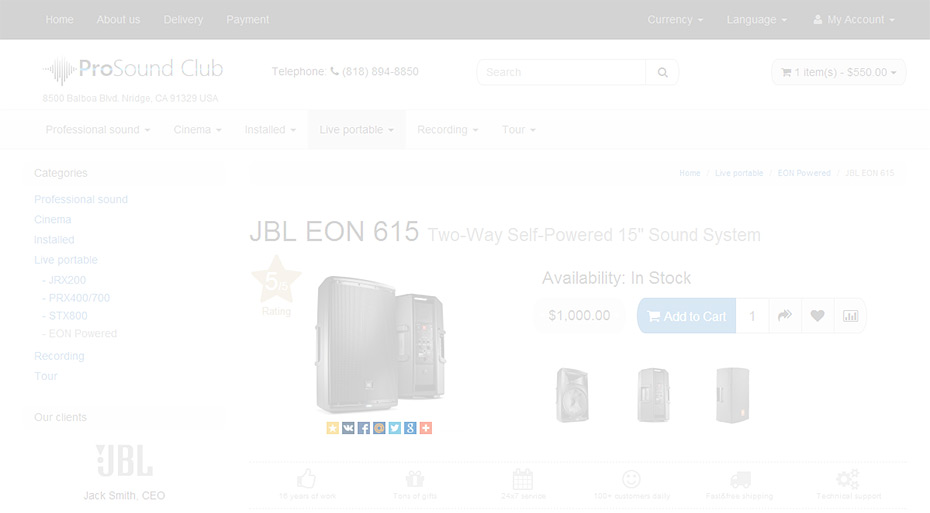 Home About us Delivery Payment Currency Language My Account
ProSound Club
Telephone: (818) 894-8850
Search
1 item(s) - $550.00
8500 Balboa Blvd. Nridge, CA 91329 USA
Professional sound Cinema Installed Live portable Recording Tour
Categories
Home / Live portable / EON Powered / JBL EON 615
Professional sound
Cinema
Installed
Live portable
- JRX200
- PRX400/700
- STX800
- EON Powered
Recording
Tour
JBL EON 615 Two-Way Self-Powered 15" Sound System
5/5
Rating
Availability: In Stock
$1,000.00 Add to Cart 1
Our clients
JBL
Jack Smith, CEO
15 years of work Tons of gifts 24x7 service 100+ customers daily Fast&free shipping Technical support